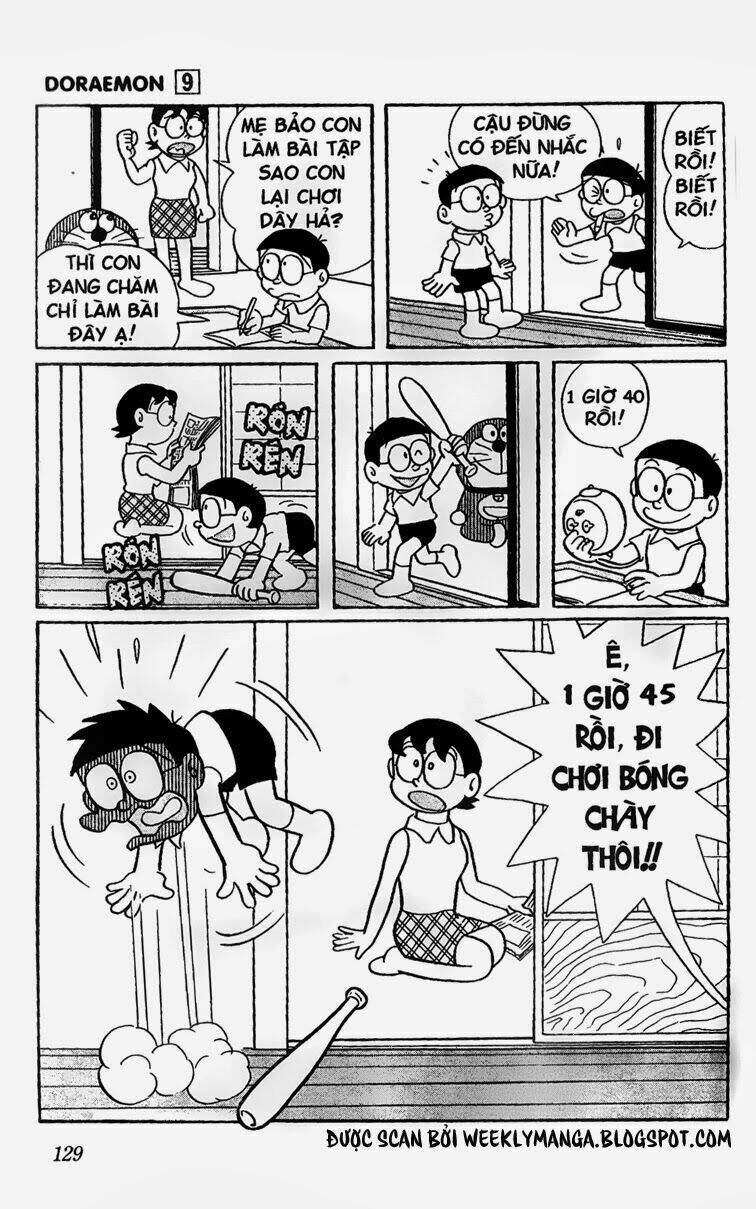 DORAEMON 9
MẸ BẢO CON
LÀM BÀI TẬP
SAO CON
LẠI CHƠI
DÂY HẢ?
THÌ CON
ĐANG CHĂM
CHỈ LÀM BÀI
ĐÂY Ạ!
CẬU ĐỪNG
CÓ ĐẾN NHẮC
NỮA!
BIẾT
RỒI!
BIẾT
RỒI!
RÓN
RÉN
RÓN
RÉN
1 GIỜ 40
RỒI!
Ê,
1 GIỜ 45
RỒI, ĐI
CHƠI BÓNG
CHÀY
THÔI!!
129
ĐƯỢC SCAN BỞI WEEKLYMANGA.BLOGSPOT.COM